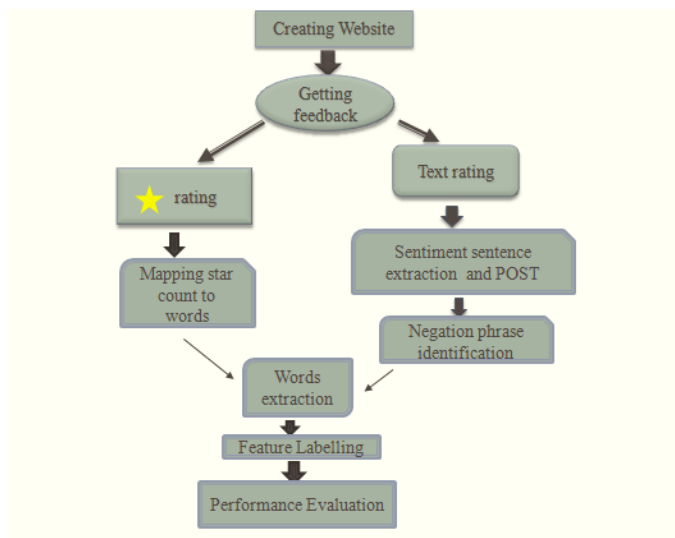 Creating Website
Getting
feedback
rating
Text rating
Mapping star
count to
words
Sentiment sentence
extraction and POST
Negation phrase
identification
Words
extraction
Feature Labelling
Performance Evaluation